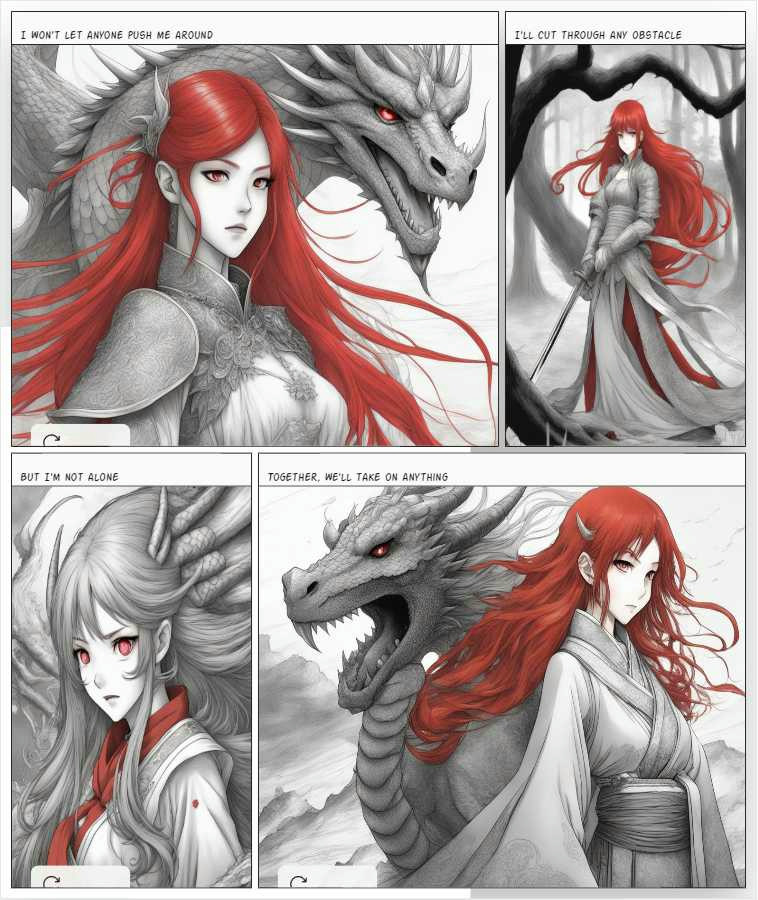 I WON'T LET ANYONE PUSH ME AROUND
I'LL CUT THROUGH ANY OBSTACLE
BUT I'M NOT ALONE
TOGETHER, WE'LL TAKE ON ANYTHING